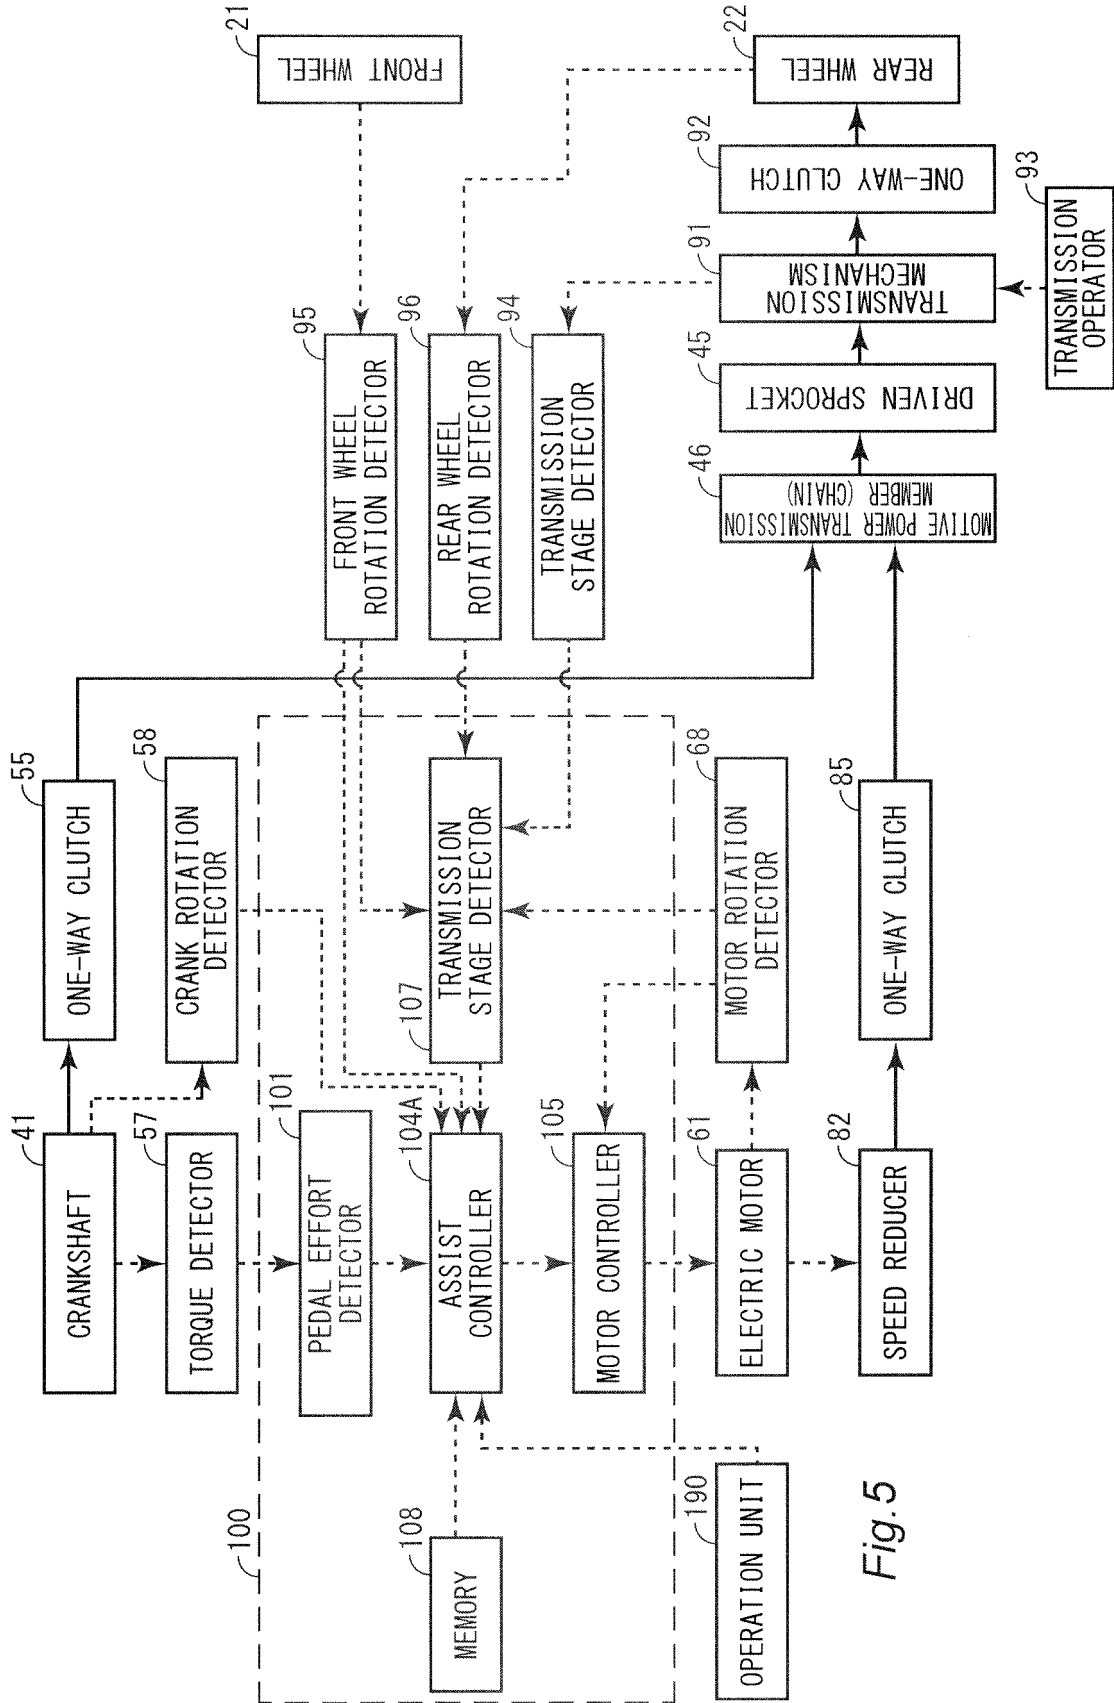 41
CRANKSHAFT
55
ONE-WAY CLUTCH
57
TORQUE DETECTOR
58
CRANK ROTATION
DETECTOR
21
FRONT WHEEL
100
101
PEDAL EFFORT
DETECTOR
95
FRONT WHEEL
ROTATION DETECTOR
108
MEMORY
104A
ASSIST
CONTROLLER
107
TRANSMISSION
STAGE DETECTOR
96
REAR WHEEL
ROTATION DETECTOR
94
TRANSMISSION
STAGE DETECTOR
105
MOTOR CONTROLLER
190
OPERATION UNIT
61
ELECTRIC MOTOR
68
MOTOR ROTATION
DETECTOR
46
MOTIVE POWER TRANSMISSION
MEMBER (CHAIN)
45
DRIVEN SPROCKET
91
TRANSMISSION
MECHANISM
92
ONE-WAY CLUTCH
22
REAR WHEEL
82
SPEED REDUCER
85
ONE-WAY CLUTCH
93
TRANSMISSION
OPERATOR
Fig.5